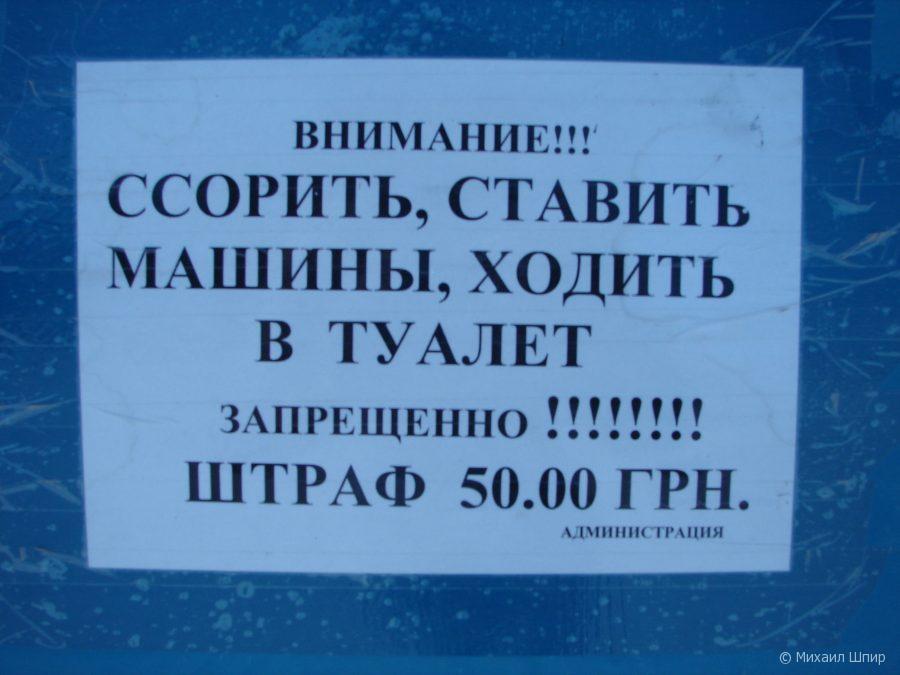 ВНИМАНИЕ!!!
ССОРИТЬ, СТАВИТЬ
МАШИНЫ, ХОДИТЬ
В ТУАЛЕТ
ЗАПРЕЩЕННО !!!!!!!!
ШТРАФ 50.00 ГРН.
АДМИНИСТРАЦИЯ
© Михаил Шпир